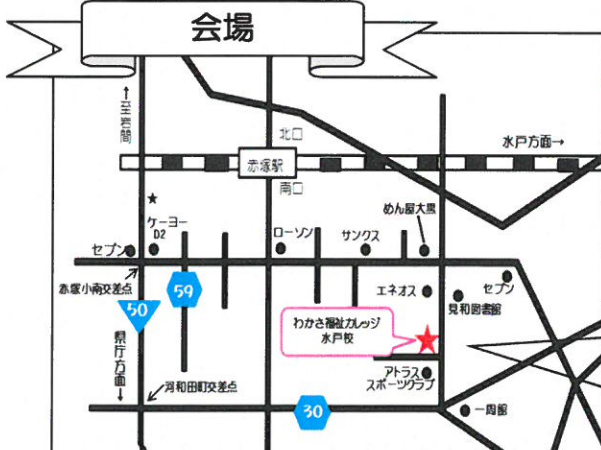 会場
←至岩間
北口
水戸方面→
赤塚駅
南口
ケーヨー
D2
めん屋大黒
セブン
ローソン
サンクス
赤塚小南交差点
59
50
エネオス
セブン
見和図書館
わかさ福祉カレッジ
水戸校
県庁方面→
アトラス
スポーツクラブ
河和田町交差点
30
一周館